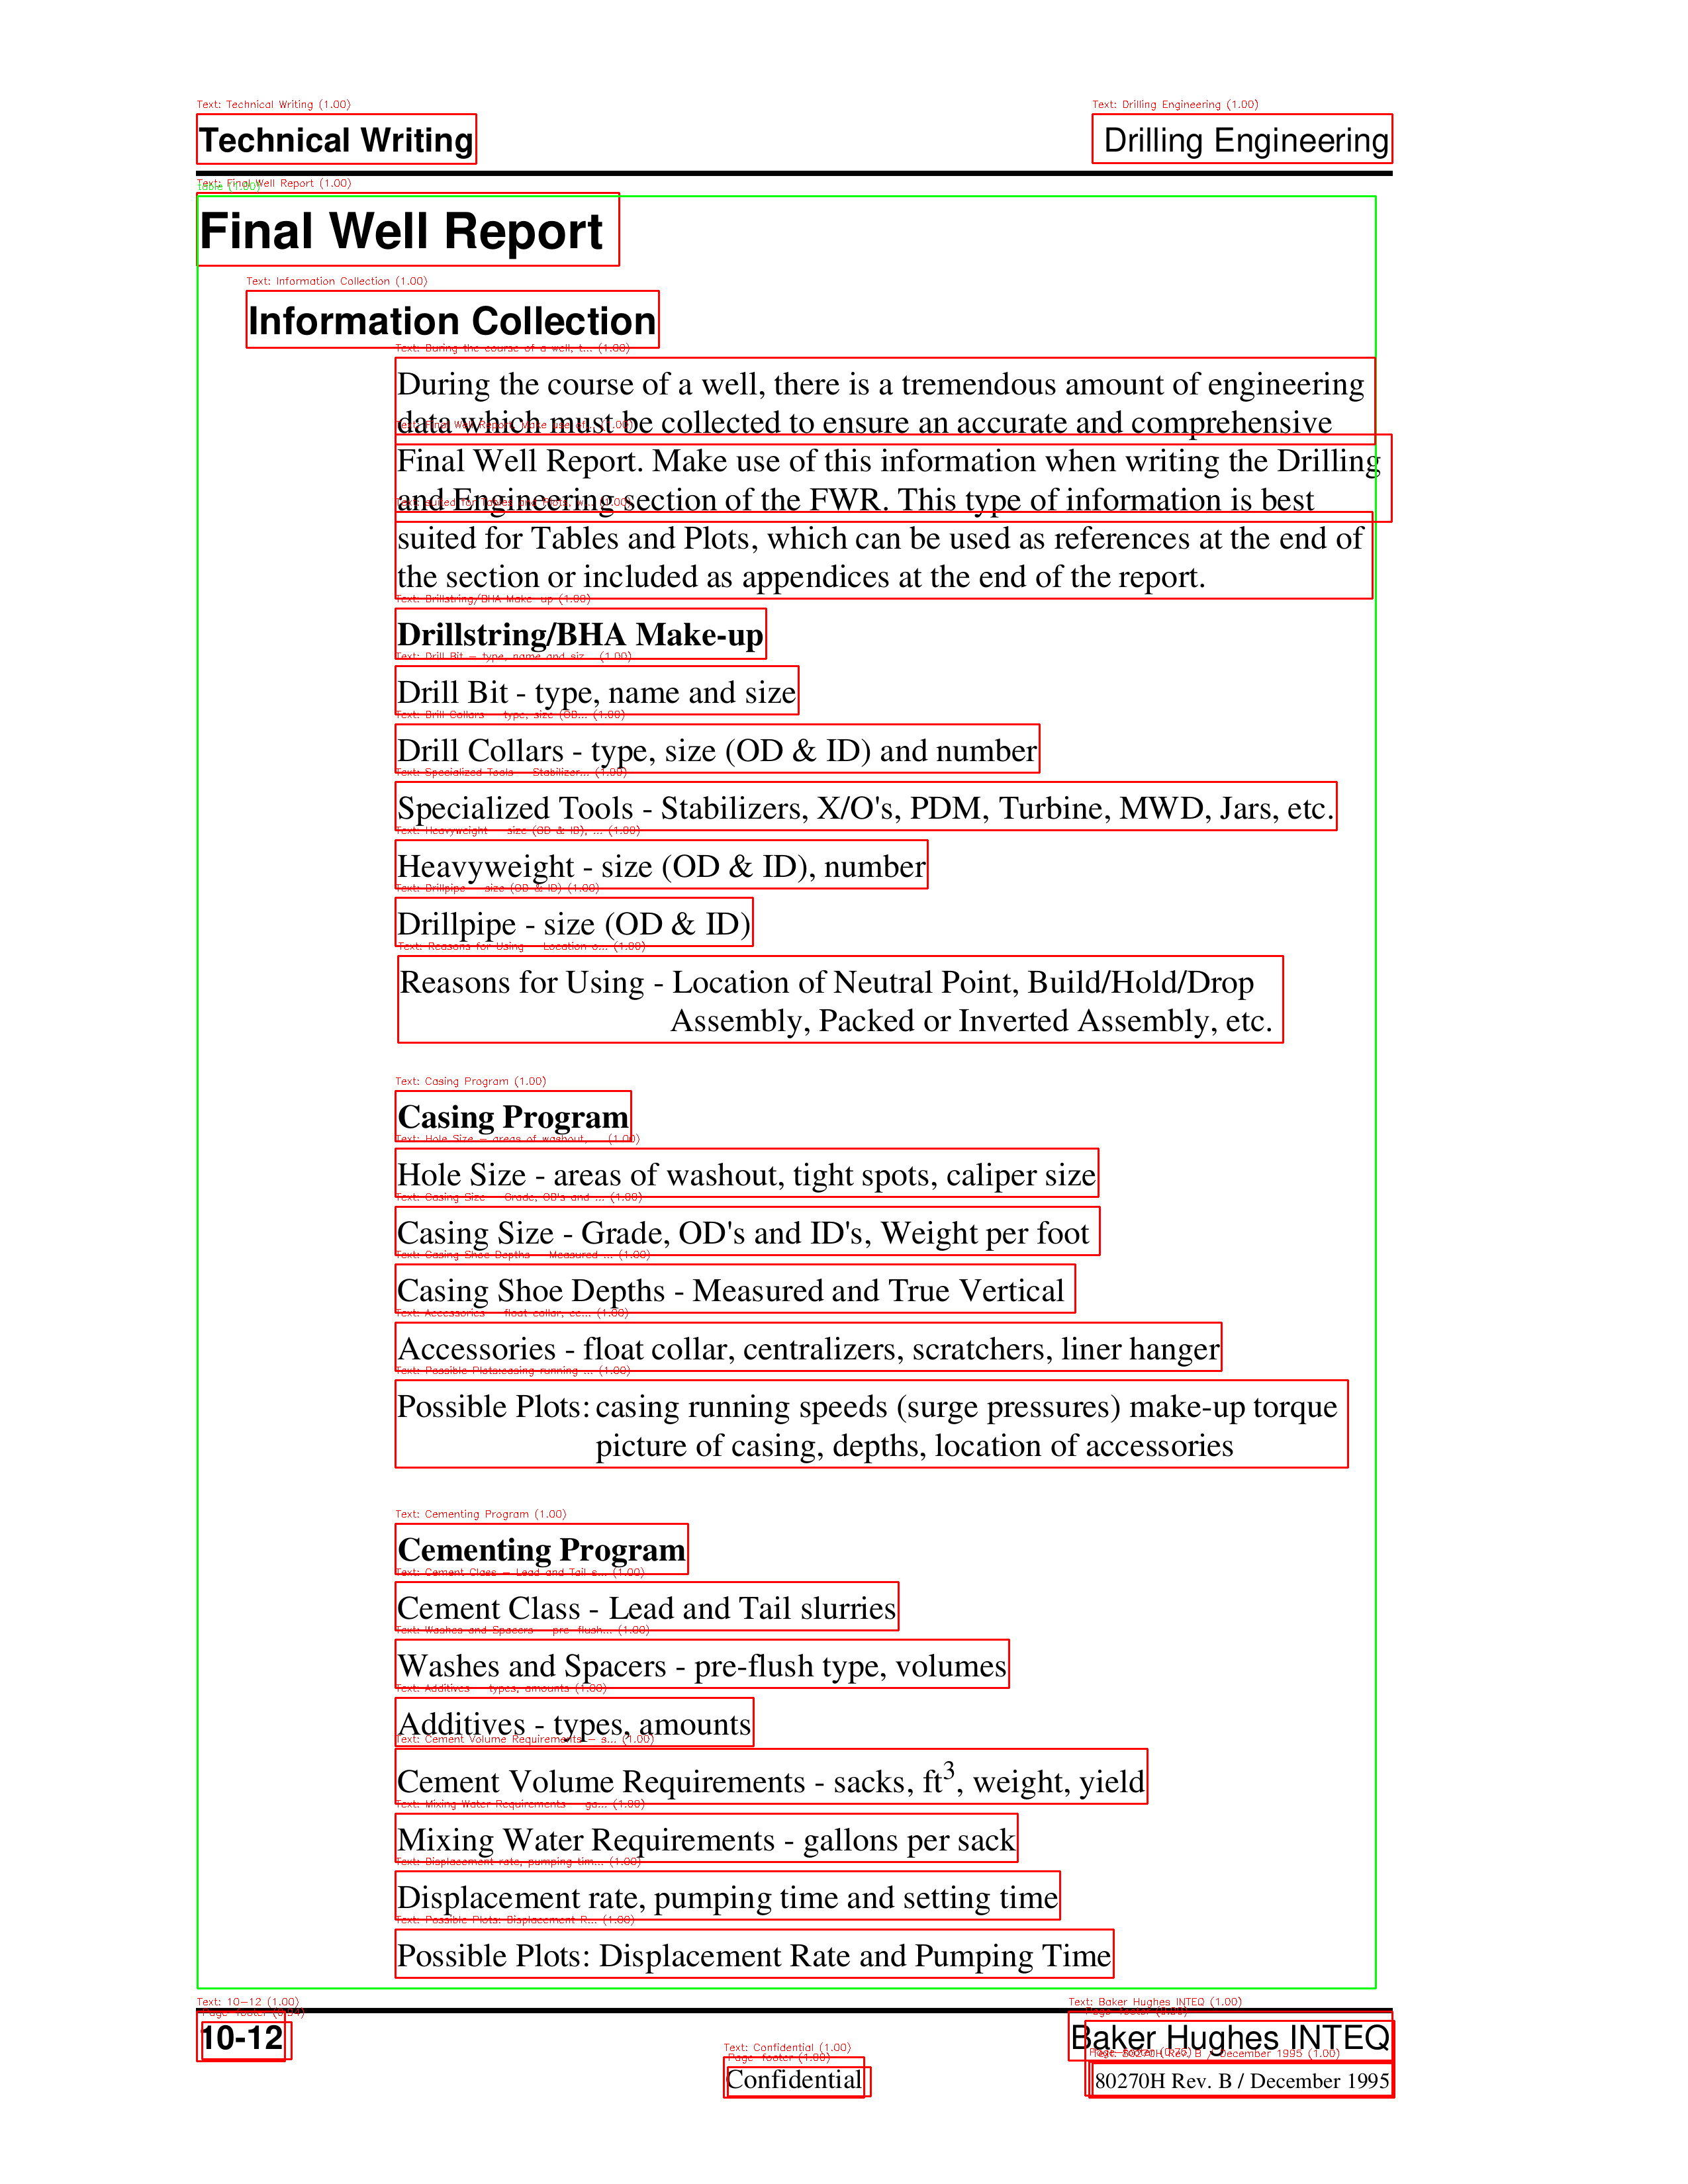 Technical Writing
Drilling Engineering
Final Well Report
Information Collection
During the course of a well, there is a tremendous amount of engineering
data which must be collected to ensure an accurate and comprehensive
Final Well Report. Make use of this information when writing the Drilling
and Engineering section of the FWR. This type of information is best
suited for Tables and Plots, which can be used as references at the end of
the section or included as appendices at the end of the report.
Drillstring/BHA Make-up
Drill Bit - type, name and size
Drill Collars - type, size (OD & ID) and number
Specialized Tools - Stabilizers, X/O's, PDM, Turbine, MWD, Jars, etc.
Heavyweight - size (OD & ID), number
Drillpipe - size (OD & ID)
Reasons for Using - Location of Neutral Point, Build/Hold/Drop
Assembly, Packed or Inverted Assembly, etc.
Casing Program
Hole Size - areas of washout, tight spots, caliper size
Casing Size - Grade, OD's and ID's, Weight per foot
Casing Shoe Depths - Measured and True Vertical
Accessories - float collar, centralizers, scratchers, liner hanger
Possible Plots: casing running speeds (surge pressures) make-up torque
picture of casing, depths, location of accessories
Cementing Program
Cement Class - Lead and Tail slurries
Washes and Spacers - pre-flush type, volumes
Additives - types, amounts
Cement Volume Requirements - sacks, ft³, weight, yield
Mixing Water Requirements - gallons per sack
Displacement rate, pumping time and setting time
Possible Plots: Displacement Rate and Pumping Time
10-12
Baker Hughes INTEQ
Confidential
80270H Rev. B / December 1995